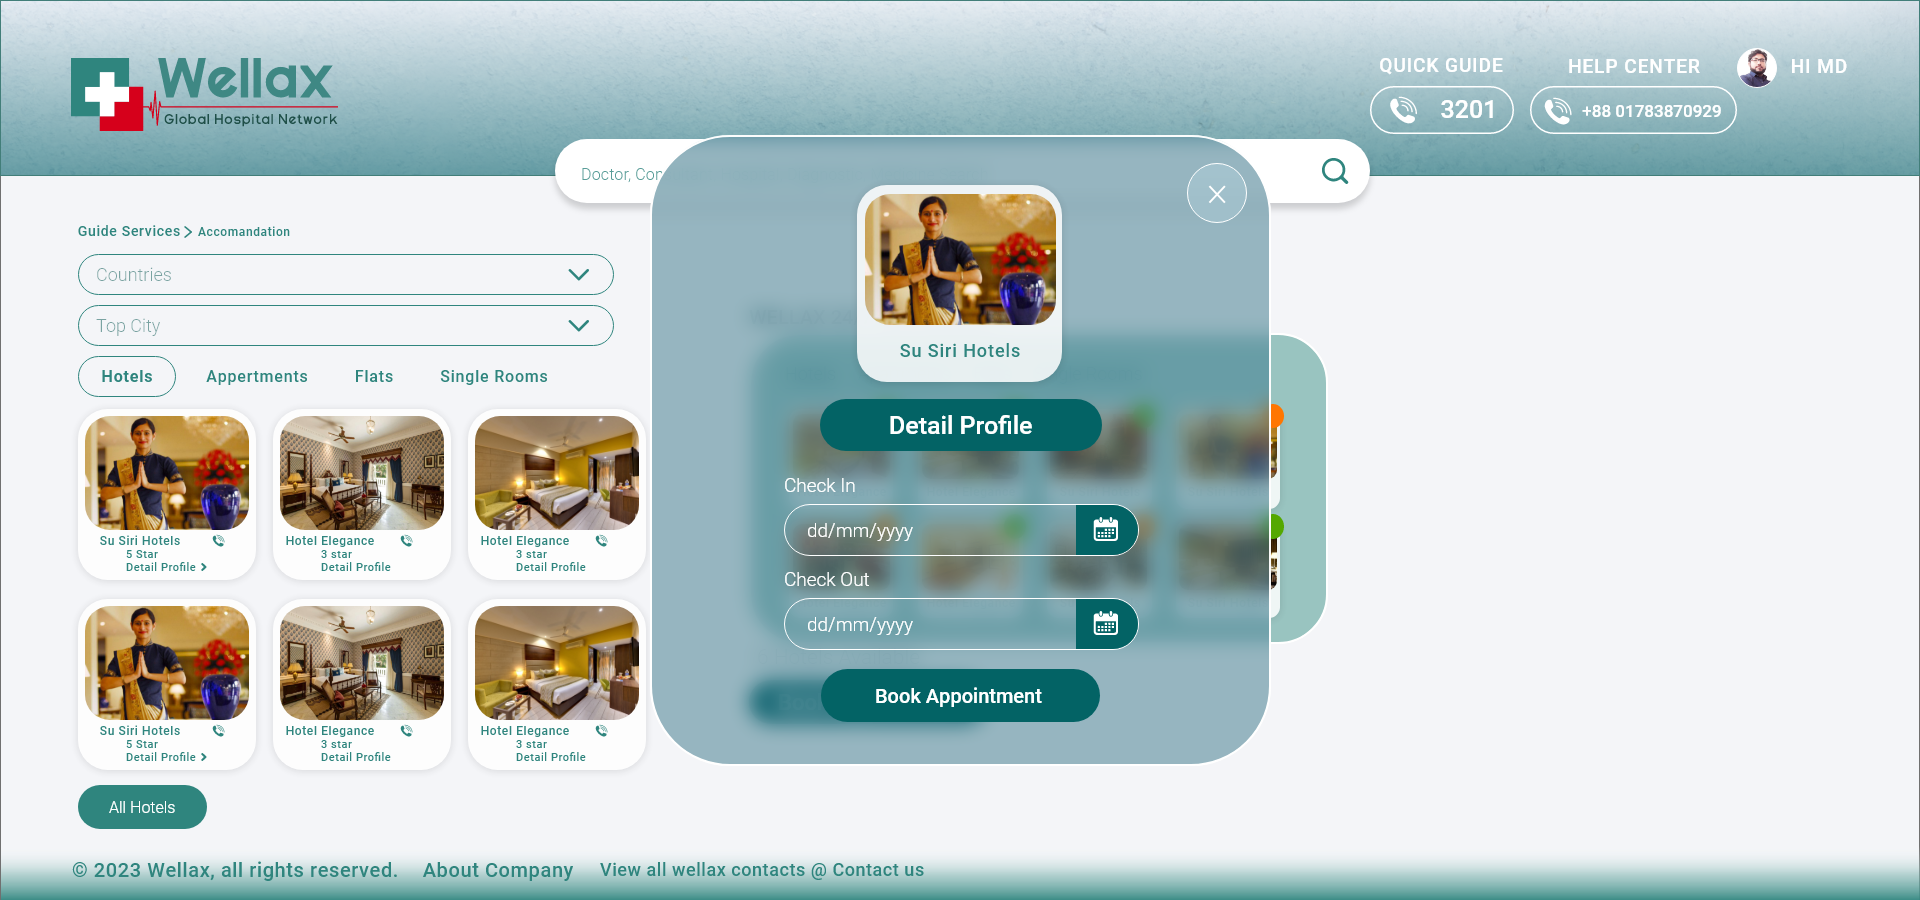 Wellax
Global Hospital Network
QUICK GUIDE
3201
HELP CENTER
+88 01783870929
HI MD
Doctor, Con
Guide Services > Accomandation
Countries
Top City
Hotels
Appertments
Flats
Single Rooms
Su Siri Hotels
5 Star
Detail Profile >
Hotel Elegance
3 star
Detail Profile
Hotel Elegance
3 star
Detail Profile
Su Siri Hotels
5 Star
Detail Profile >
Hotel Elegance
3 star
Detail Profile
Hotel Elegance
3 star
Detail Profile
All Hotels
Su Siri Hotels
Detail Profile
Check In
dd/mm/yyyy
Check Out
dd/mm/yyyy
Book Appointment
© 2023 Wellax, all rights reserved.
About Company
View all wellax contacts @ Contact us